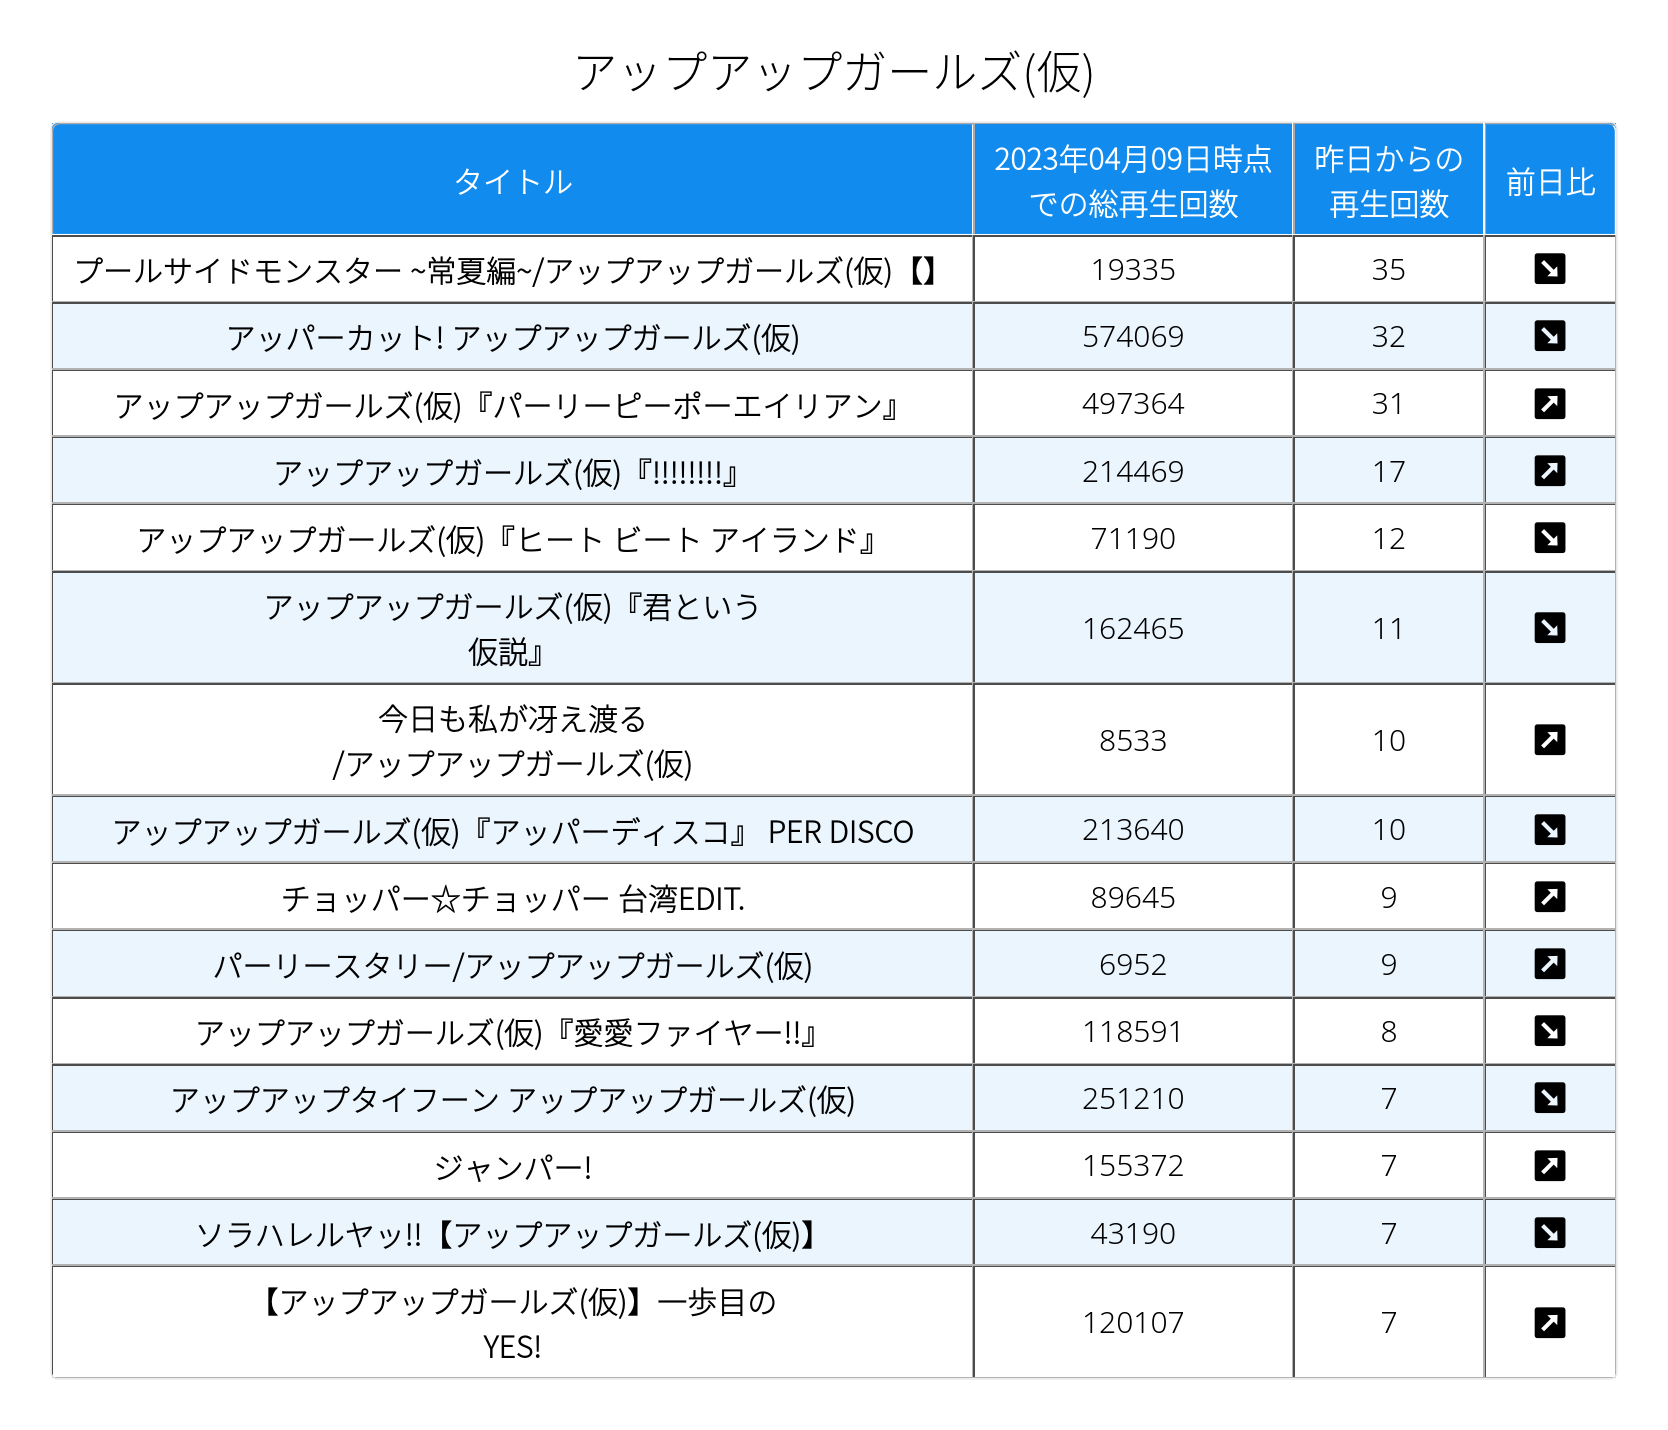 アップアップガールズ(仮)
タイトル
2023年04月09日時点
での総再生回数
昨日からの
再生回数
前日比
プールサイドモンスター ~常夏編~/アップアップガールズ(仮)【】 19335 35
アッパーカット! アップアップガールズ(仮) 574069 32
アップアップガールズ(仮)『パーリーピーポーエイリアン』 497364 31
アップアップガールズ(仮)『!!!!!!!!』 214469 17
アップアップガールズ(仮)『ヒート ビート アイランド』 71190 12
アップアップガールズ(仮)『君という
仮説』 162465 11
今日も私が冴え渡る
/アップアップガールズ(仮) 8533 10
アップアップガールズ(仮)『アッパーディスコ』 PER DISCO 213640 10
チョッパー☆チョッパー 台湾EDIT. 89645 9
パーリースタリー/アップアップガールズ(仮) 6952 9
アップアップガールズ(仮)『愛愛ファイヤー!!』 118591 8
アップアップタイフーン アップアップガールズ(仮) 251210 7
ジャンパー! 155372 7
ソラハレルヤッ!!【アップアップガールズ(仮)】 43190 7
【アップアップガールズ(仮)】一歩目の
YES! 120107 7